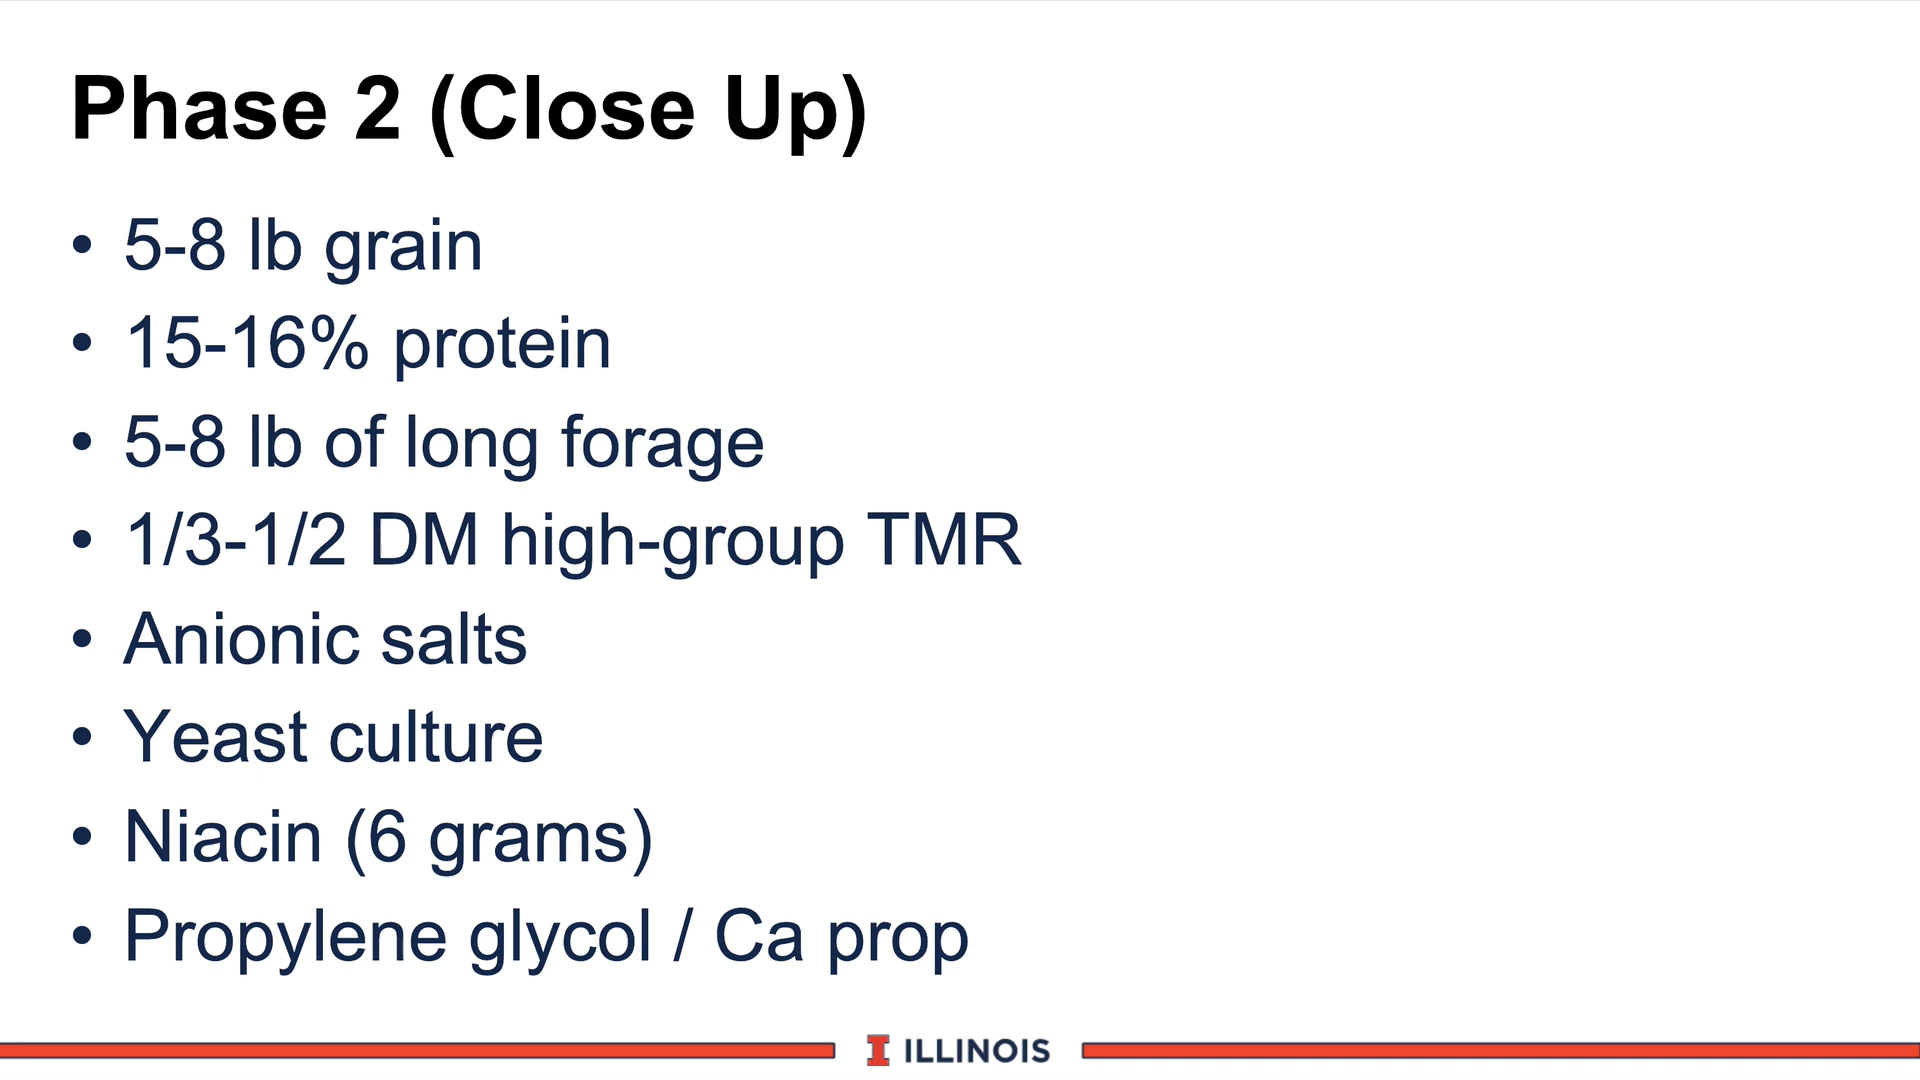 Phase 2 (Close Up)
• 5-8 lb grain
• 15-16% protein
• 5-8 lb of long forage
• 1/3-1/2 DM high-group TMR
• Anionic salts
• Yeast culture
• Niacin (6 grams)
• Propylene glycol / Ca prop
I ILLINOIS